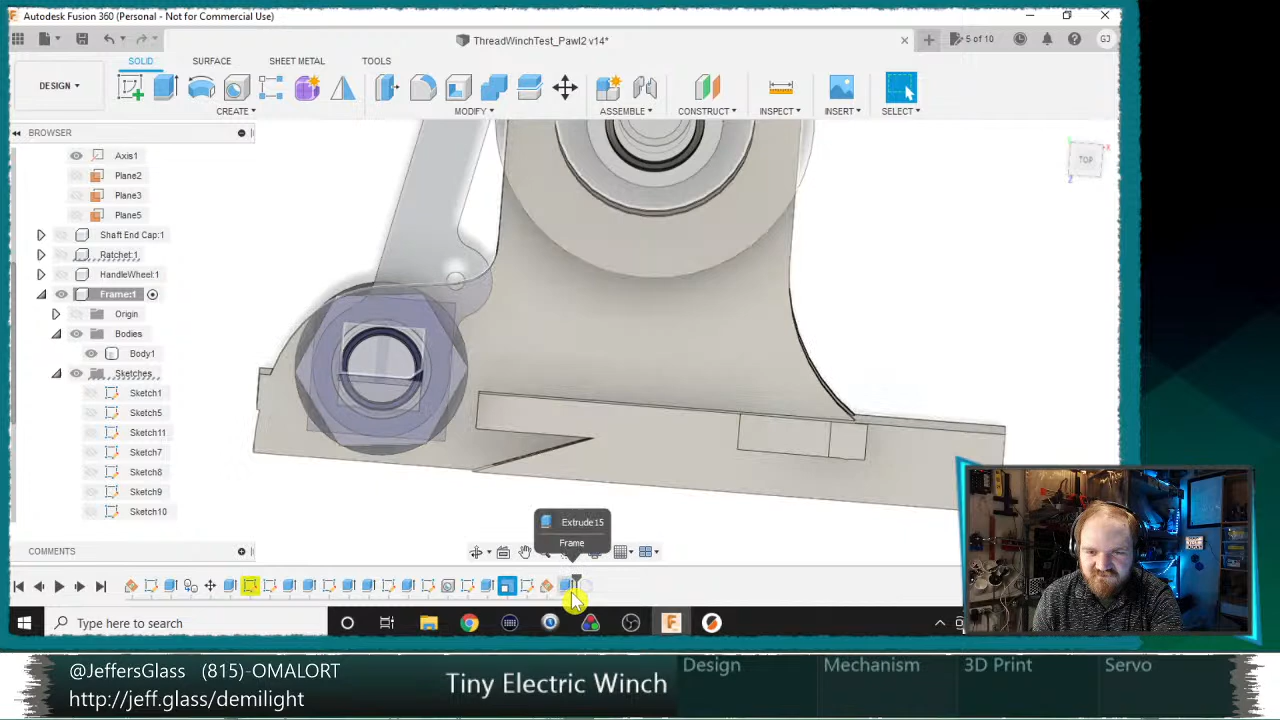 Autodesk Fusion 360 (Personal - Not for Commercial Use)
ThreadWinchTest_Pawl2 v14*
5 of 10
GJ
DESIGN
SOLID
SURFACE
SHEET METAL
TOOLS
CREATE
MODIFY
ASSEMBLE
CONSTRUCT
INSPECT
INSERT
SELECT
BROWSER
TOP
X
Z
Axis1
Plane2
Plane3
Plane5
Shaft End Cap:1
Ratchet:1
HandleWheel:1
Frame:1
Origin
Bodies
Body1
Sketches
Sketch1
Sketch5
Sketch11
Sketch7
Sketch8
Sketch9
Sketch10
Extrude15
Frame
COMMENTS
Type here to search
@JeffersGlass (815)-OMALORT
http://jeff.glass/demilight
Tiny Electric Winch
Design
Mechanism
3D Print
Servo